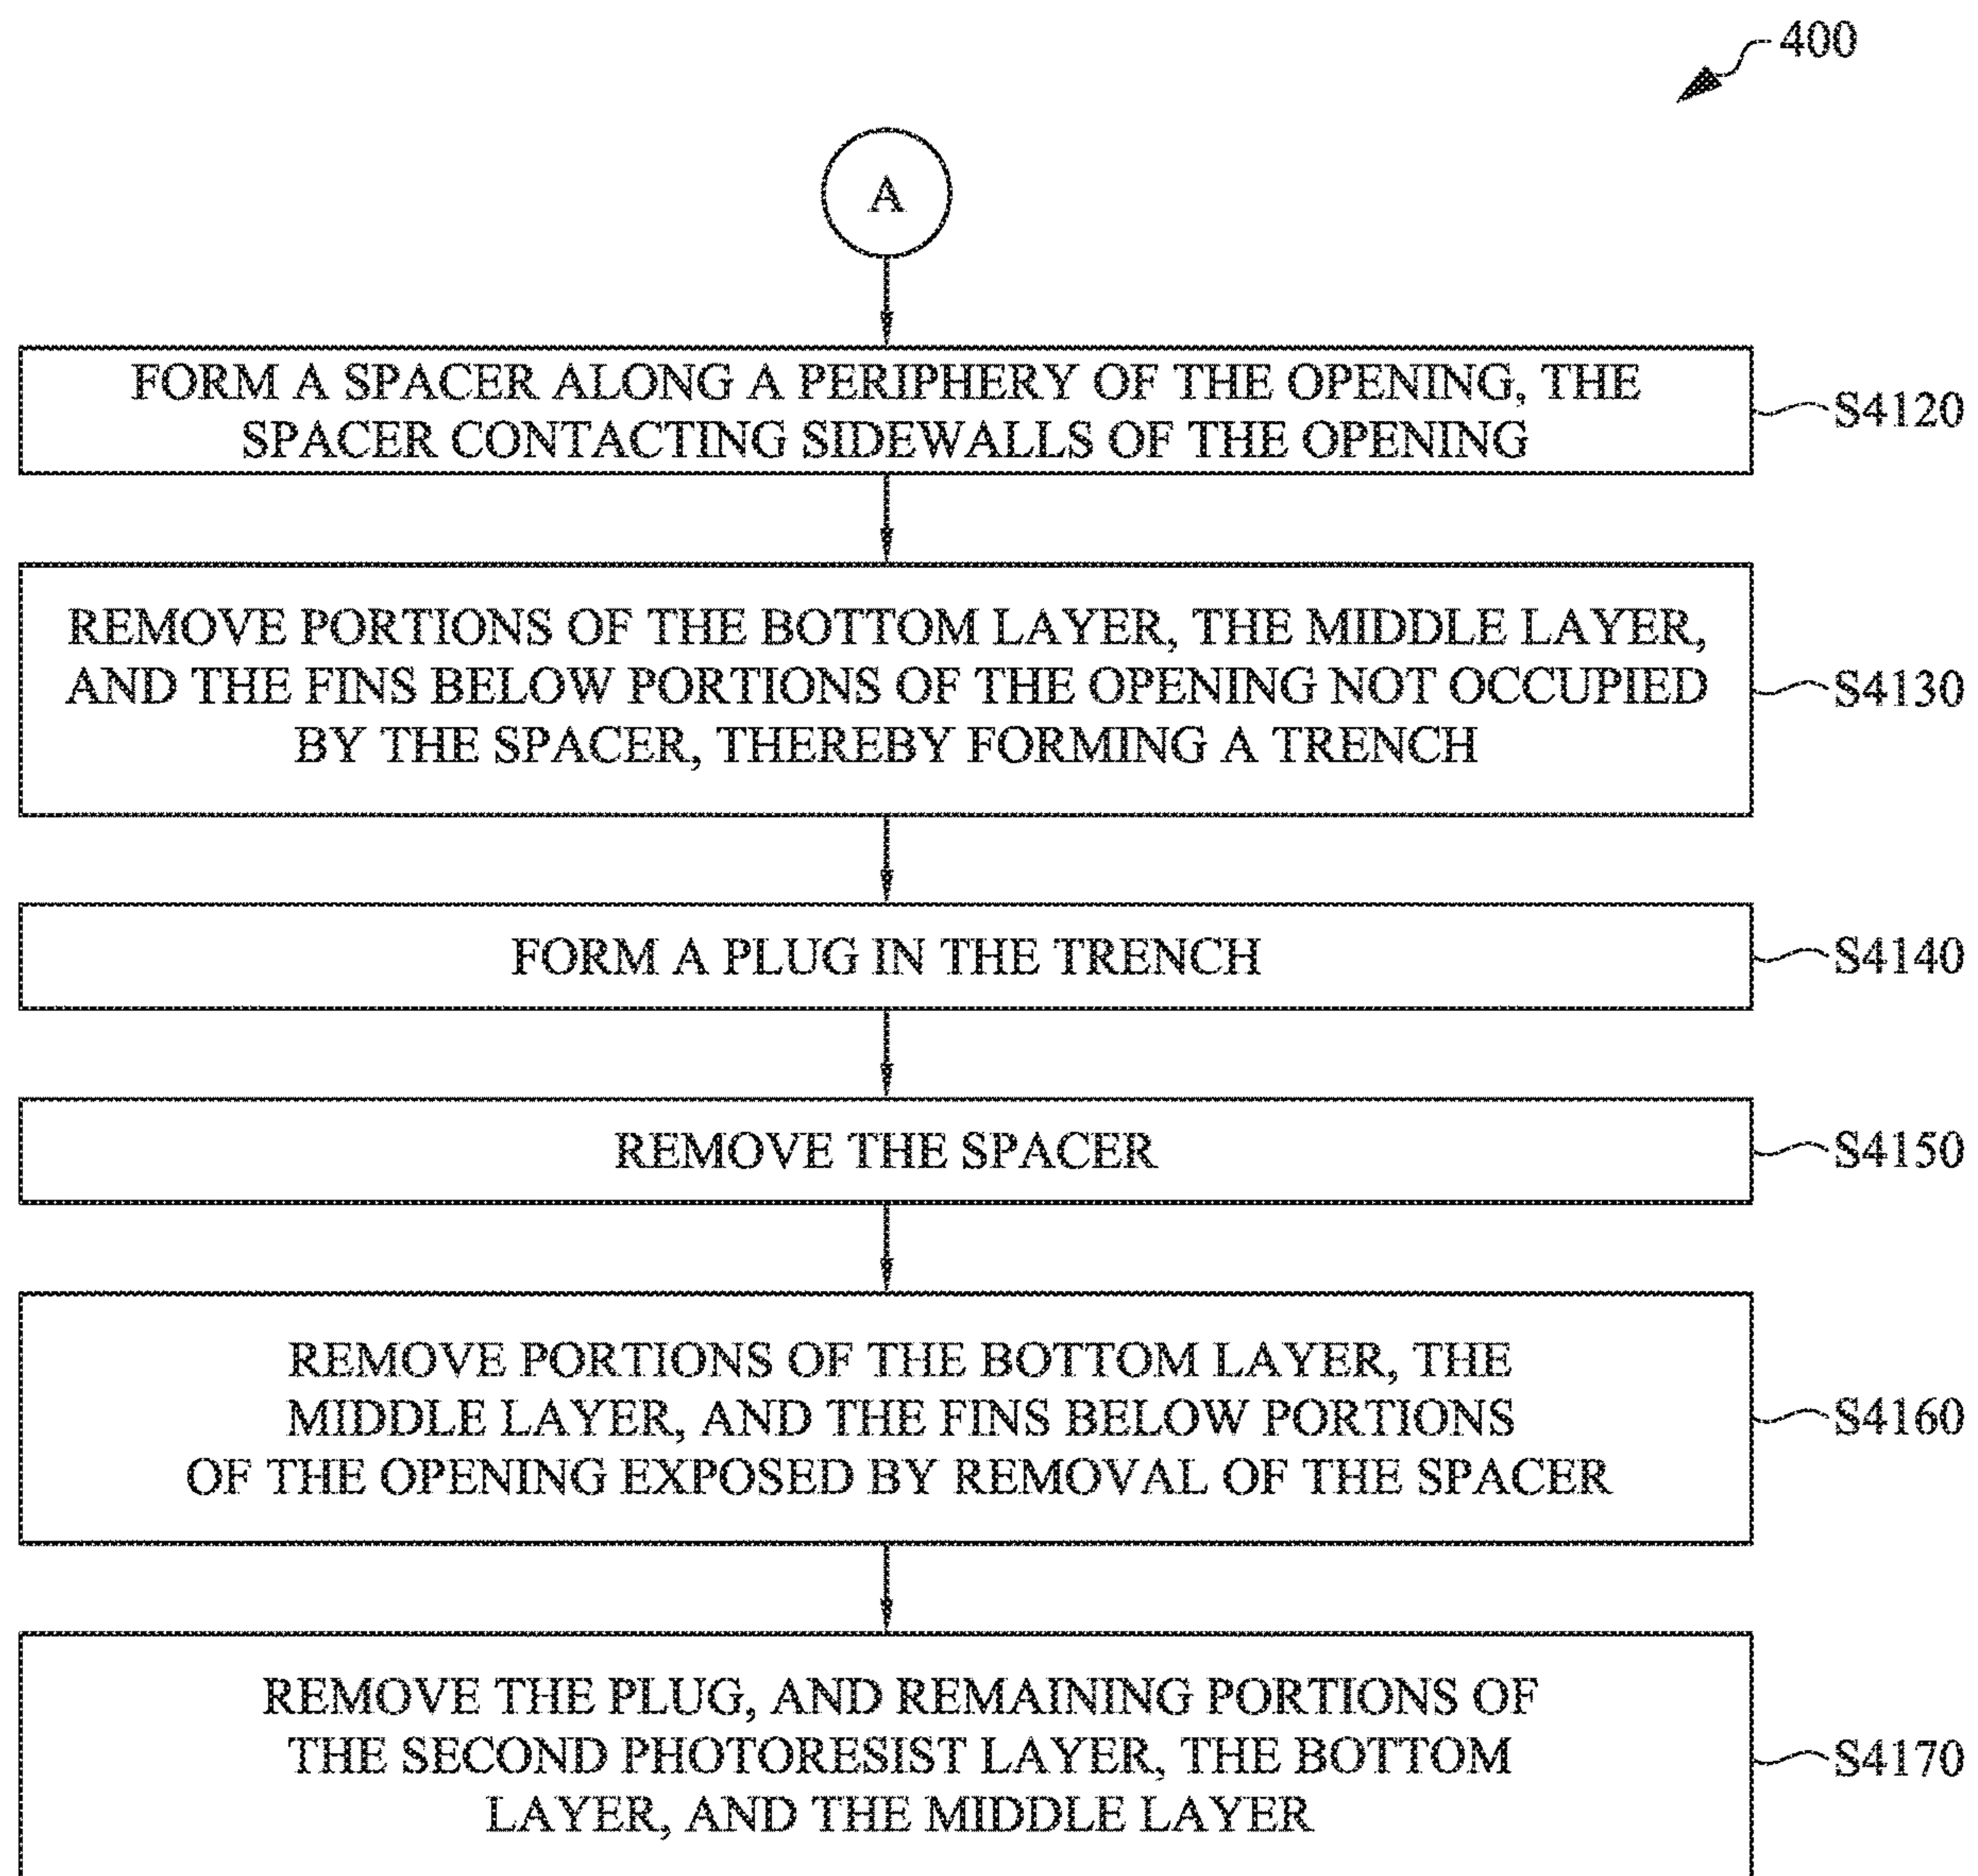 400
A
FORM A SPACER ALONG A PERIPHERY OF THE OPENING, THE
SPACER CONTACTING SIDEWALLS OF THE OPENING
S4120
REMOVE PORTIONS OF THE BOTTOM LAYER, THE MIDDLE LAYER,
AND THE FINS BELOW PORTIONS OF THE OPENING NOT OCCUPIED
BY THE SPACER, THEREBY FORMING A TRENCH
S4130
FORM A PLUG IN THE TRENCH
S4140
REMOVE THE SPACER
S4150
REMOVE PORTIONS OF THE BOTTOM LAYER, THE
MIDDLE LAYER, AND THE FINS BELOW PORTIONS
OF THE OPENING EXPOSED BY REMOVAL OF THE SPACER
S4160
REMOVE THE PLUG, AND REMAINING PORTIONS OF
THE SECOND PHOTORESIST LAYER, THE BOTTOM
LAYER, AND THE MIDDLE LAYER
S4170